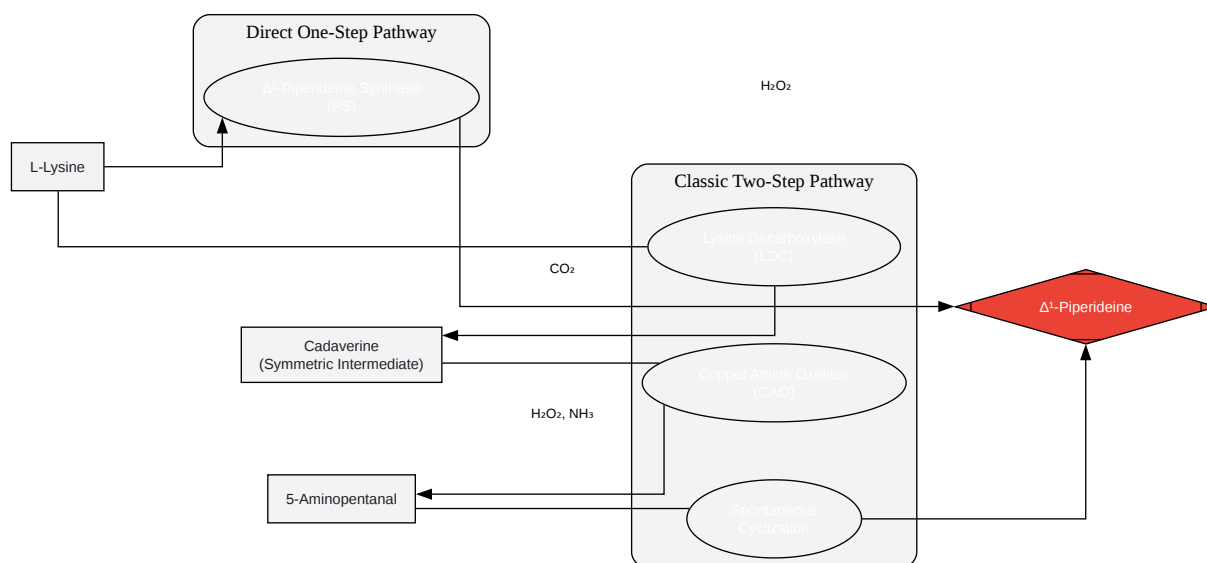 Direct One-Step Pathway
Δ¹-Piperideine Synthase
(PS)
H₂O₂
L-Lysine
Classic Two-Step Pathway
Lysine Decarboxylase
(LDC)
CO₂
Δ¹-Piperideine
Cadaverine
(Symmetric Intermediate)
Copper Amine Oxidase
(CAO)
H₂O₂, NH₃
5-Aminopentanal
Spontaneous
Cyclization